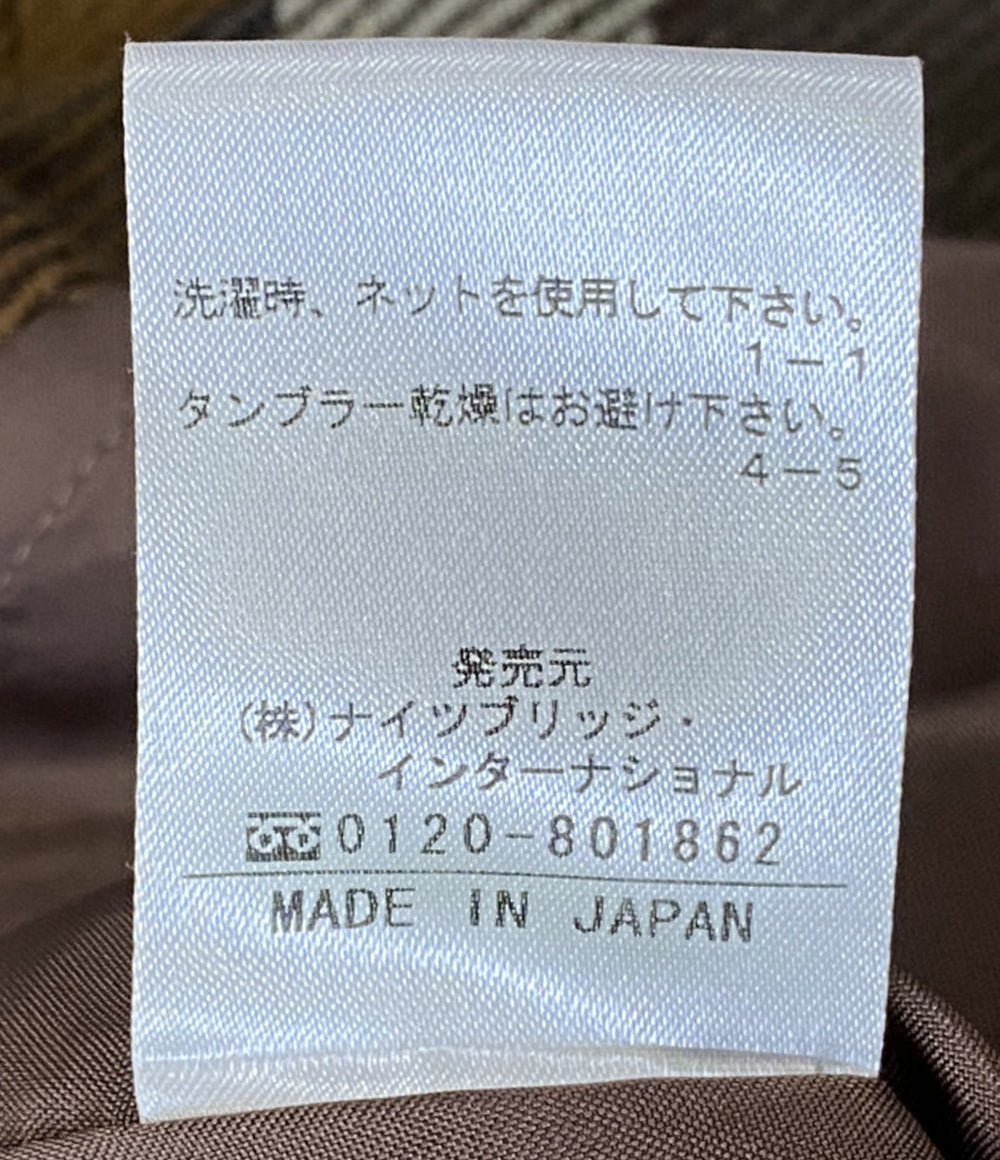 洗濯時、ネットを使用して下さい。
1-1
タンブラー乾燥はお避け下さい。
4-5
発売元
(株)ナイツブリッジ・
インターナショナル
0120-801862
MADE IN JAPAN